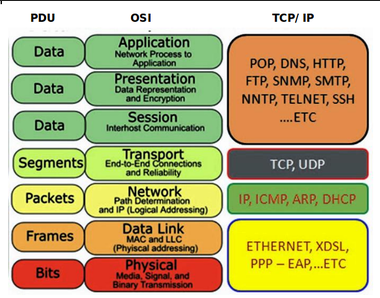 PDU OSI TCP/ IP
Data
Application
Network Process to
Application
Data
Presentation
Data Representation
and Encryption
Data
Session
Interhost Communication
POP, DNS, HTTP,
FTP, SNMP, SMTP,
NNTP, TELNET, SSH
....ETC
Segments
Transport
End-to-End Connections
and Reliability
TCP, UDP
Packets
Network
Path Determination
and IP (Logical Addressing)
IP, ICMP, ARP, DHCP
Frames
Data Link
MAC and LLC
(Phyiscal addressing)
Bits
Physical
Media, Signal, and
Binary Transmission
ETHERNET, XDSL,
PPP – EAP,...ETC